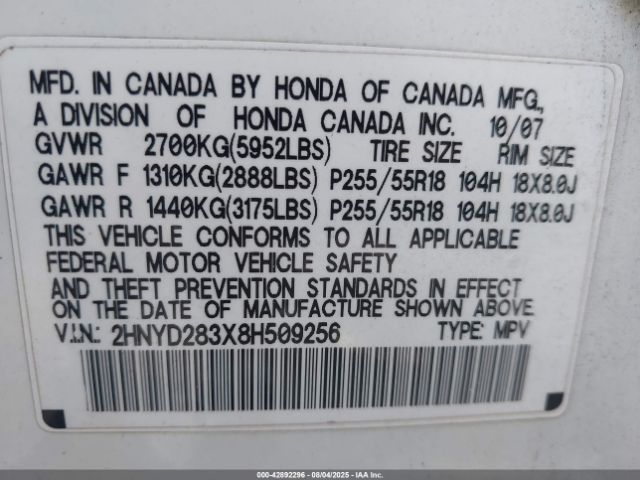 MFD. IN CANADA BY HONDA OF CANADA MFG.,
A DIVISION OF HONDA CANADA INC. 10/07
GVWR 2700KG(5952LBS) TIRE SIZE RIM SIZE
GAWR F 1310KG(2888LBS) P255/55R18 104H 18X8.0J
GAWR R 1440KG(3175LBS) P255/55R18 104H 18X8.0J
THIS VEHICLE CONFORMS TO ALL APPLICABLE
FEDERAL MOTOR VEHICLE SAFETY
AND THEFT PREVENTION STANDARDS IN EFFECT
ON THE DATE OF MANUFACTURE SHOWN ABOVE.
V.I.N.: 2HNYD283X8H509256 TYPE: MPV
000-42892296 - 08/04/2025 - IAAI.COM